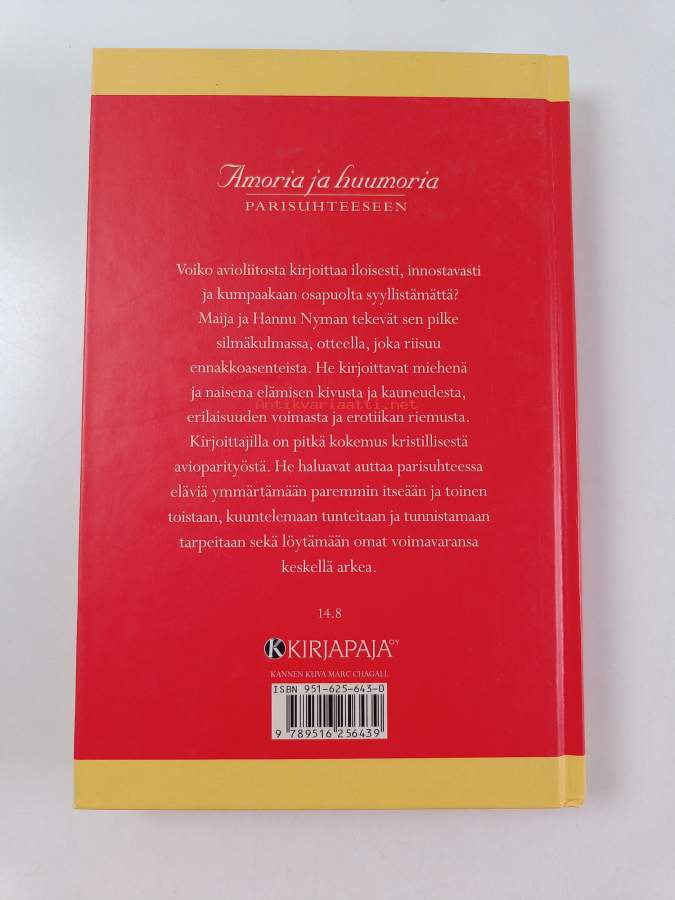 Amoria ja huumoria
PARISUHTEESEEN
Voiko avioliitosta kirjoittaa iloisesti, innostavasti
ja kumpaakaan osapuolta syyllistämättä?
Maija ja Hannu Nyman tekevät sen pilke
silmäkulmassa, otteella, joka riisuu
ennakkoasenteista. He kirjoittavat miehenä
ja naisena elämisen kivusta ja kauneudesta,
Antikvariaatti.net
erilaisuuden voimasta ja erotiikan riemusta.
Kirjoittajilla on pitkä kokemus kristillisestä
avioparityöstä. He haluavat auttaa parisuhteessa
eläviä ymmärtämään paremmin itseään ja toinen
toistaan, kuuntelemaan tunteitaan ja tunnistamaan
tarpeitaan sekä löytämään omat voimavaransa
keskellä arkea.
14.8
K KIRJAPAJA OY
KANNEN KUVA MARC CHAGALL
ISBN 951-625-643-0
9 789516 256439